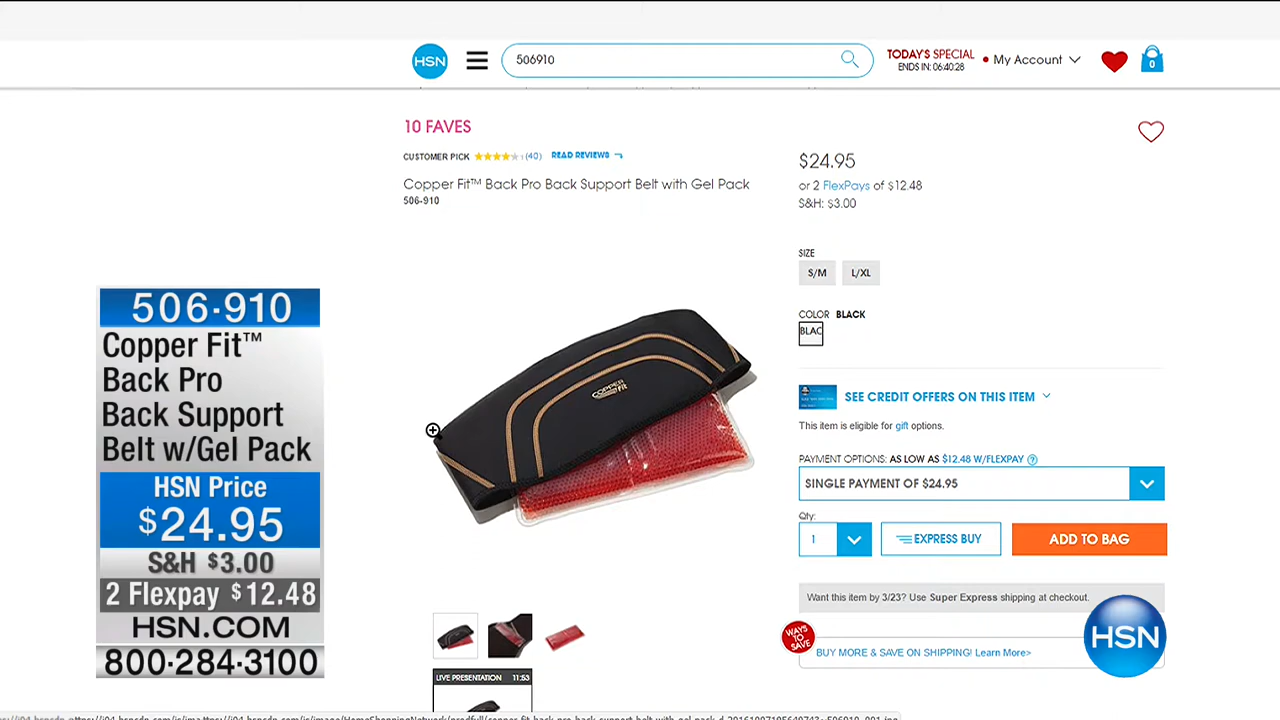 HSN
506910
TODAY'S SPECIAL
ENDS IN: 06:40:28
My Account
0
10 FAVES
CUSTOMER PICK (40) READ REVIEWS
Copper Fit™ Back Pro Back Support Belt with Gel Pack
506-910
$24.95
or 2 FlexPays of $12.48
S&H: $3.00
SIZE
S/M L/XL
COLOR BLACK
BLAC
SEE CREDIT OFFERS ON THIS ITEM
This item is eligible for gift options.
PAYMENT OPTIONS: AS LOW AS $12.48 W/FLEXPAY ?
SINGLE PAYMENT OF $24.95
Qty:
1 EXPRESS BUY ADD TO BAG
Want this item by 3/23? Use Super Express shipping at checkout.
WAYS TO SAVE
BUY MORE & SAVE ON SHIPPING! Learn More>
HSN
506-910
Copper Fit™
Back Pro
Back Support
Belt w/Gel Pack
HSN Price
$24.95
S&H $3.00
2 Flexpay $12.48
HSN.COM
800-284-3100
COPPER
fit
LIVE PRESENTATION 11:53